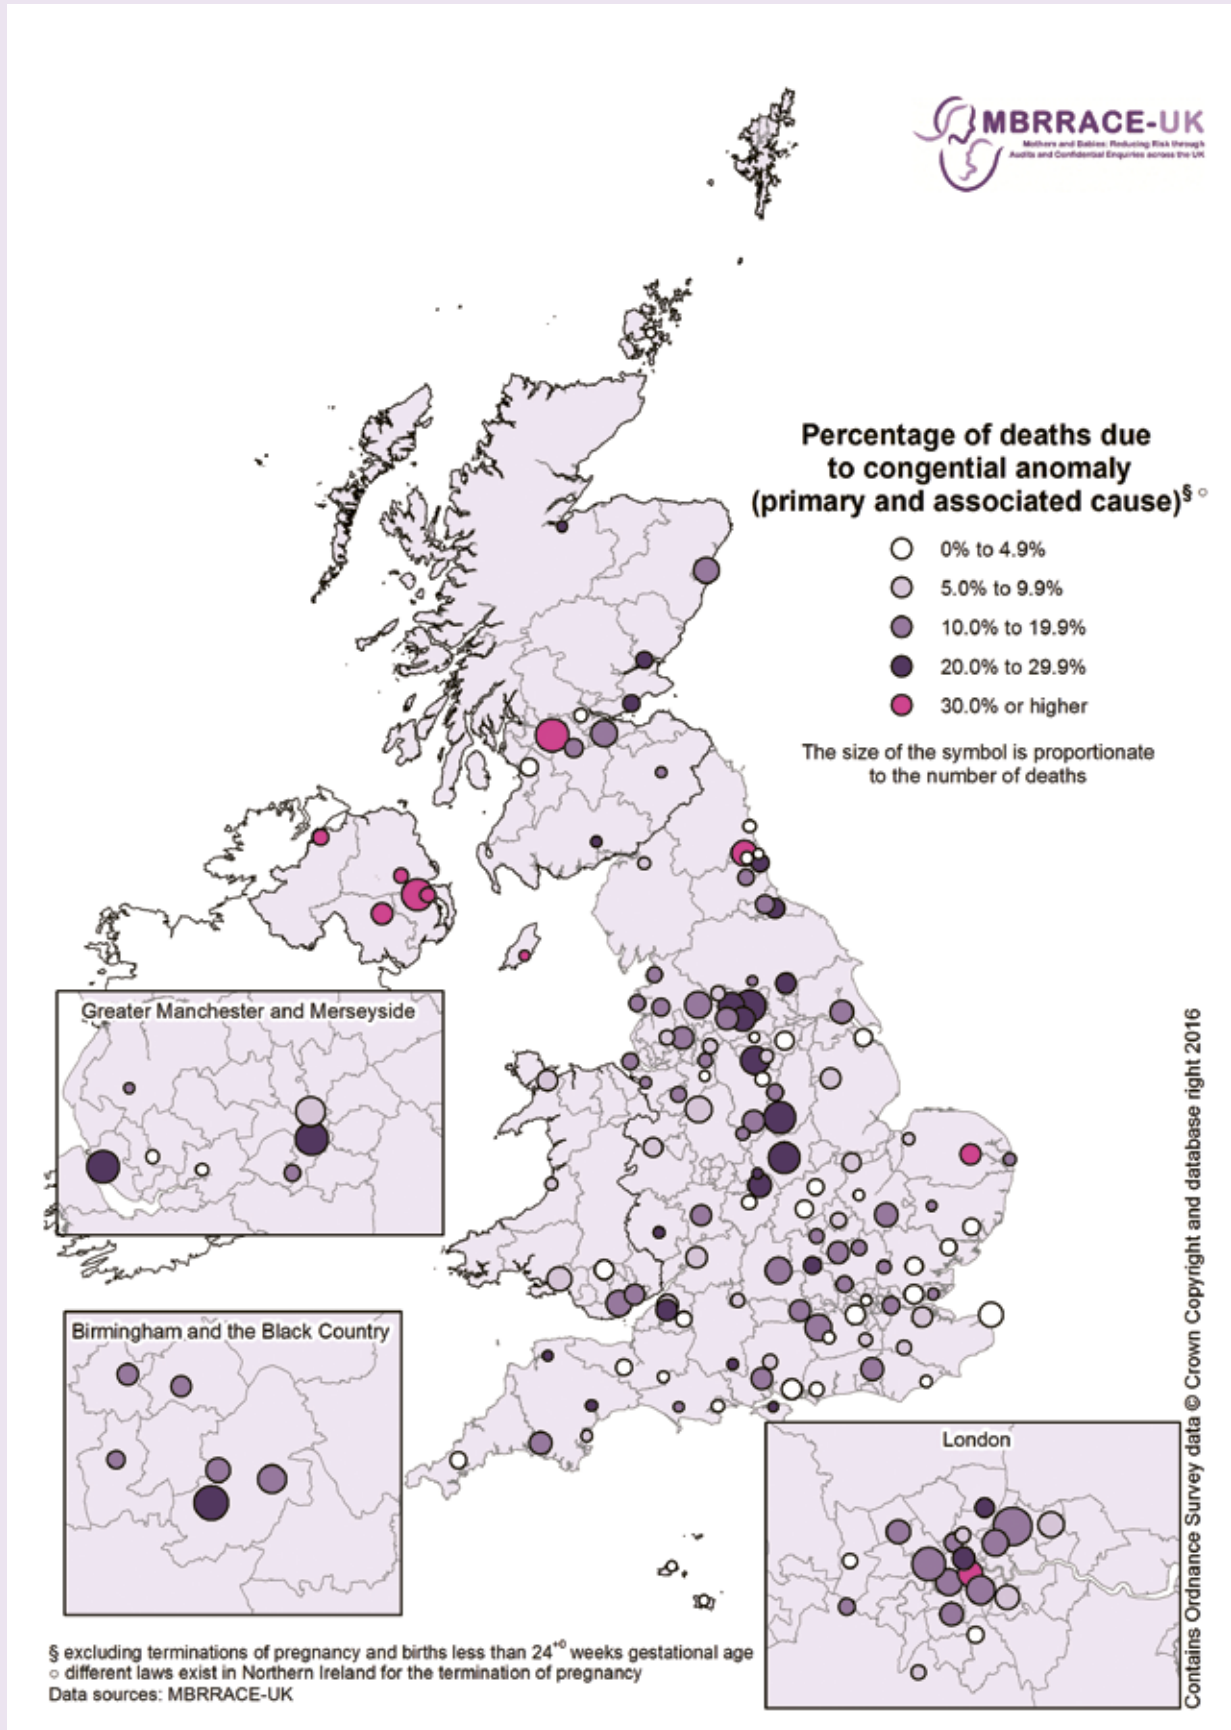 MBRRACE-UK
Mothers and Babies: Reducing Risk through
Audits and Confidential Enquiries across the UK
Percentage of deaths due
to congential anomaly
(primary and associated cause)§ ○
0% to 4.9%
5.0% to 9.9%
10.0% to 19.9%
20.0% to 29.9%
30.0% or higher
The size of the symbol is proportionate
to the number of deaths
Greater Manchester and Merseyside
Birmingham and the Black Country
London
§ excluding terminations of pregnancy and births less than 24⁺⁰ weeks gestational age
○ different laws exist in Northern Ireland for the termination of pregnancy
Data sources: MBRRACE-UK
Contains Ordnance Survey data © Crown Copyright and database right 2016